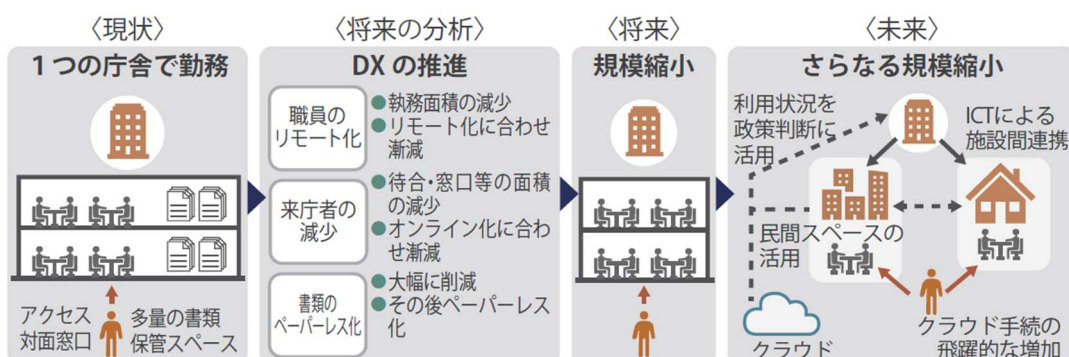 〈現状〉
1つの庁舎で勤務
アクセス
対面窓口
多量の書類
保管スペース
〈将来の分析〉
DXの推進
職員の
リモート化
●執務面積の減少
●リモート化に合わせ
漸減
来庁者の
減少
●待合・窓口等の面積
の減少
●オンライン化に合わ
せ漸減
書類の
ペーパーレス化
●大幅に削減
●その後ペーパーレス
化
〈将来〉
規模縮小
〈未来〉
さらなる規模縮小
利用状況を
政策判断に
活用
ICTによる
施設間連携
民間スペースの
活用
クラウド
クラウド手続の
飛躍的な増加